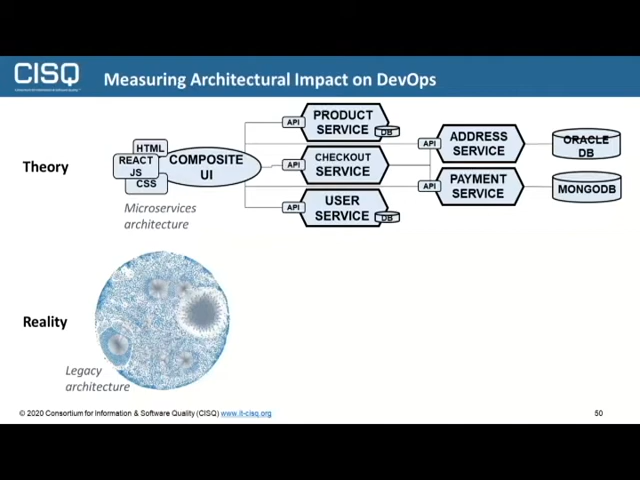 CISQ
Measuring Architectural Impact on DevOps
Theory
HTML
REACT
JS
CSS
COMPOSITE
UI
Microservices
architecture
API
PRODUCT
SERVICE
DB
API
CHECKOUT
SERVICE
API
USER
SERVICE
DB
API
ADDRESS
SERVICE
API
PAYMENT
SERVICE
ORACLE
DB
MONGODB
Reality
Legacy
architecture
© 2020 Consortium for Information & Software Quality (CISQ) www.it-cisq.org
50